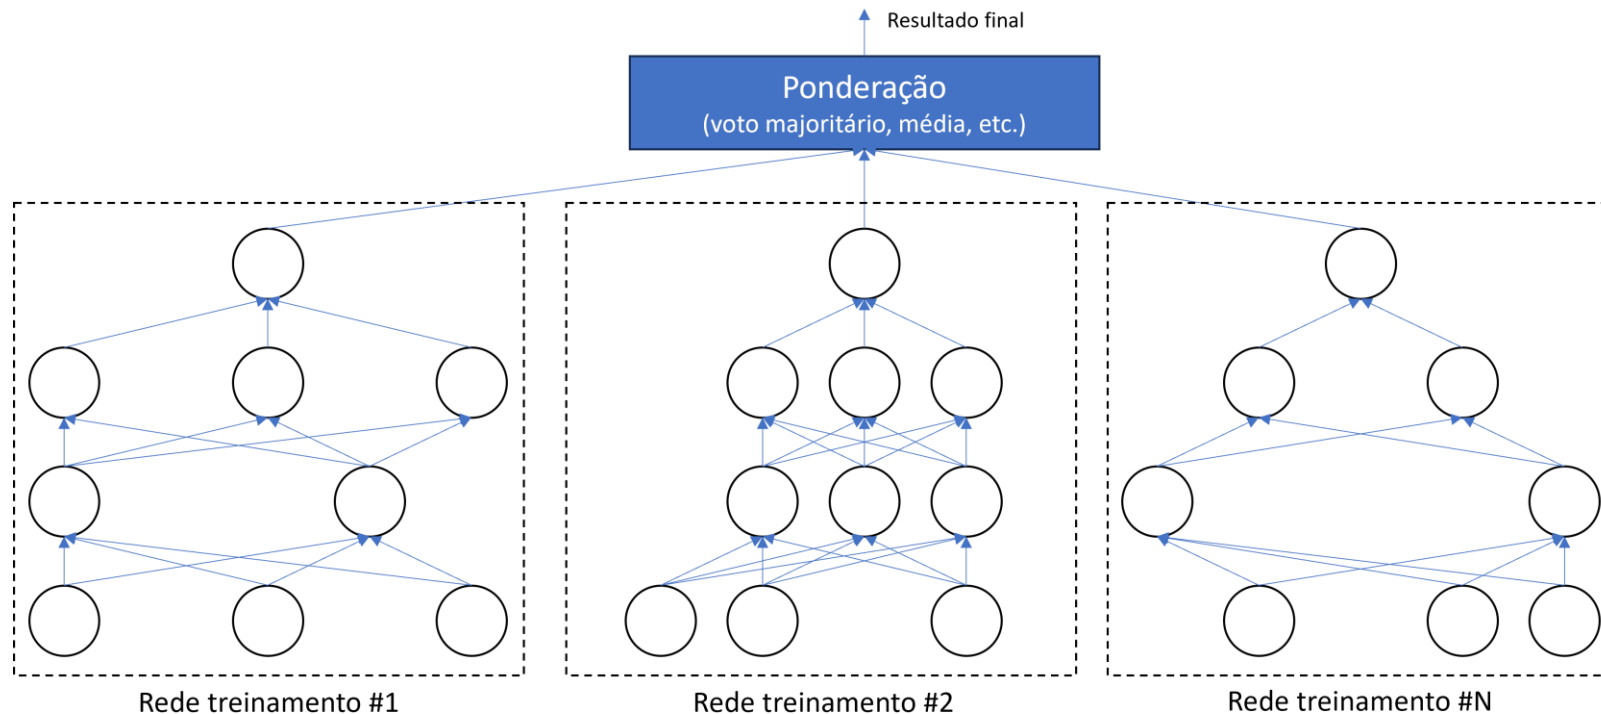 Resultado final
Ponderação
(voto majoritário, média, etc.)
Rede treinamento #1
Rede treinamento #2
Rede treinamento #N